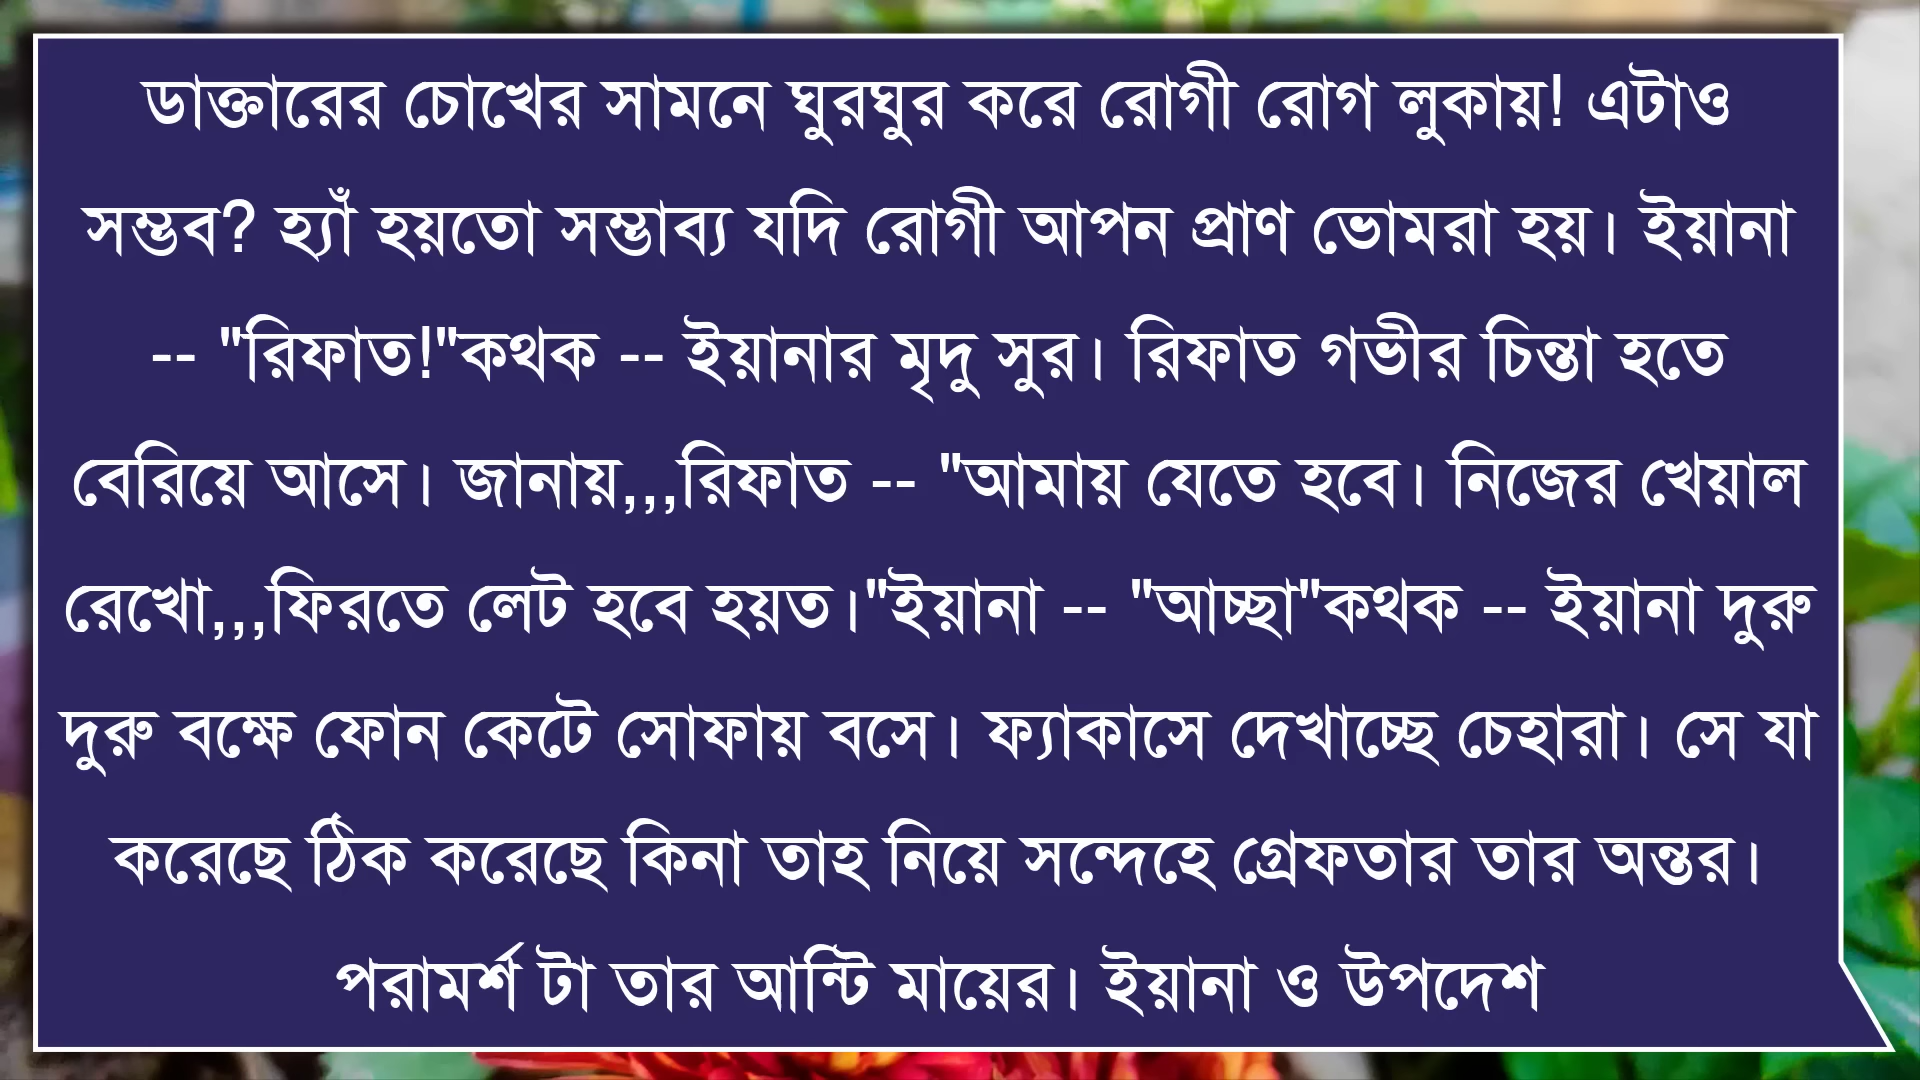 ডাক্তারের চোখের সামনে ঘুরঘুর করে রোগী রোগ লুকায়! এটাও
সম্ভব? হ্যাঁ হয়তো সম্ভাব্য যদি রোগী আপন প্রাণ ভোমরা হয়। ইয়ানা
-- "রিফাত!"কথক -- ইয়ানার মৃদু সুর। রিফাত গভীর চিন্তা হতে
বেরিয়ে আসে। জানায়,,,রিফাত -- "আমায় যেতে হবে। নিজের খেয়াল
রেখো,,,ফিরতে লেট হবে হয়ত।"ইয়ানা -- "আচ্ছা"কথক -- ইয়ানা দুরু
দুরু বক্ষে ফোন কেটে সোফায় বসে। ফ্যাকাসে দেখাচ্ছে চেহারা। সে যা
করেছে ঠিক করেছে কিনা তাহ নিয়ে সন্দেহে গ্রেফতার তার অন্তর।
পরামর্শ টা তার আন্টি মায়ের। ইয়ানা ও উপদেশ